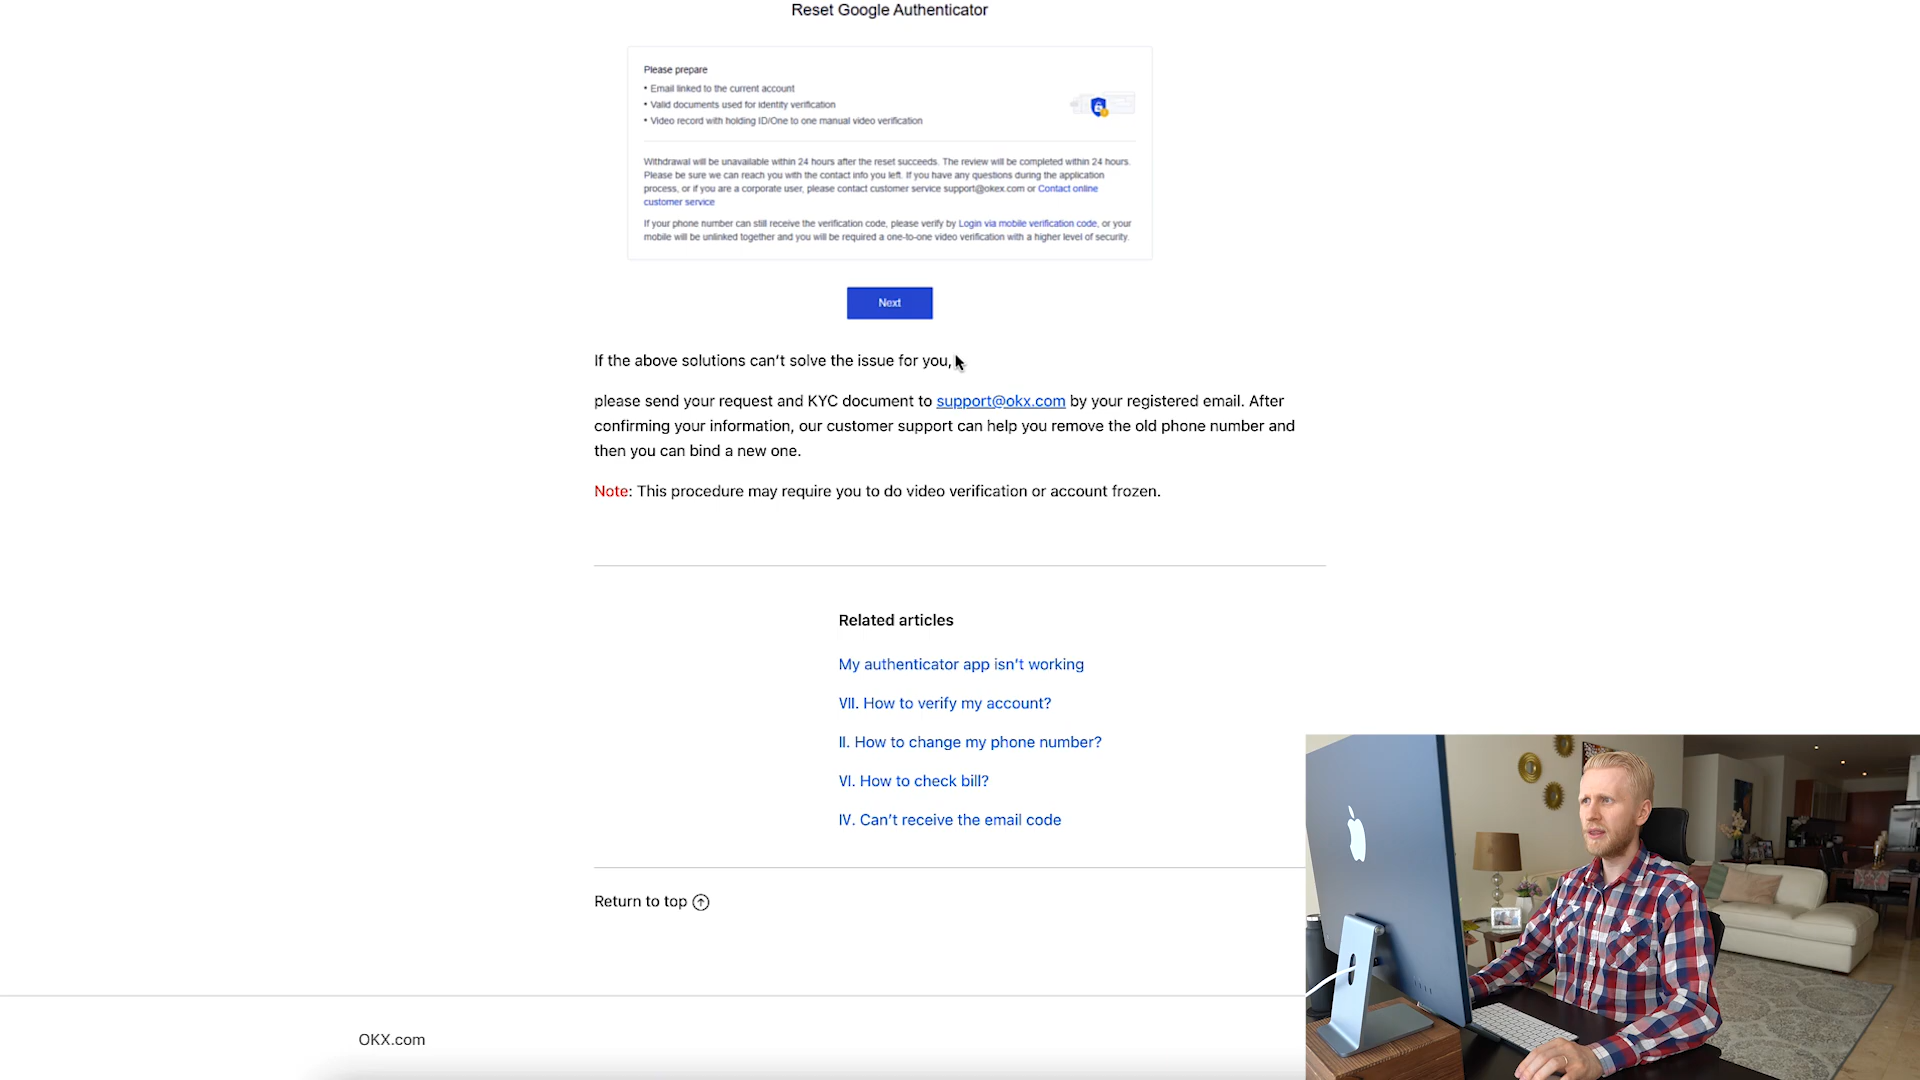 Reset Google Authenticator
Please prepare
• Email linked to the current account
• Valid documents used for identity verification
• Video record with holding ID/One to one manual video verification
Withdrawal will be unavailable within 24 hours after the reset succeeds. The review will be completed within 24 hours.
Please be sure we can reach you with the contact info you left. If you have any questions during the application
process, or if you are a corporate user, please contact customer service support@okex.com or Contact online
customer service
If your phone number can still receive the verification code, please verify by Login via mobile verification code, or your
mobile will be unlinked together and you will be required a one-to-one video verification with a higher level of security.
Next
If the above solutions can't solve the issue for you,
please send your request and KYC document to support@okx.com by your registered email. After
confirming your information, our customer support can help you remove the old phone number and
then you can bind a new one.
Note: This procedure may require you to do video verification or account frozen.
Related articles
My authenticator app isn't working
VII. How to verify my account?
II. How to change my phone number?
VI. How to check bill?
IV. Can't receive the email code
Return to top
OKX.com